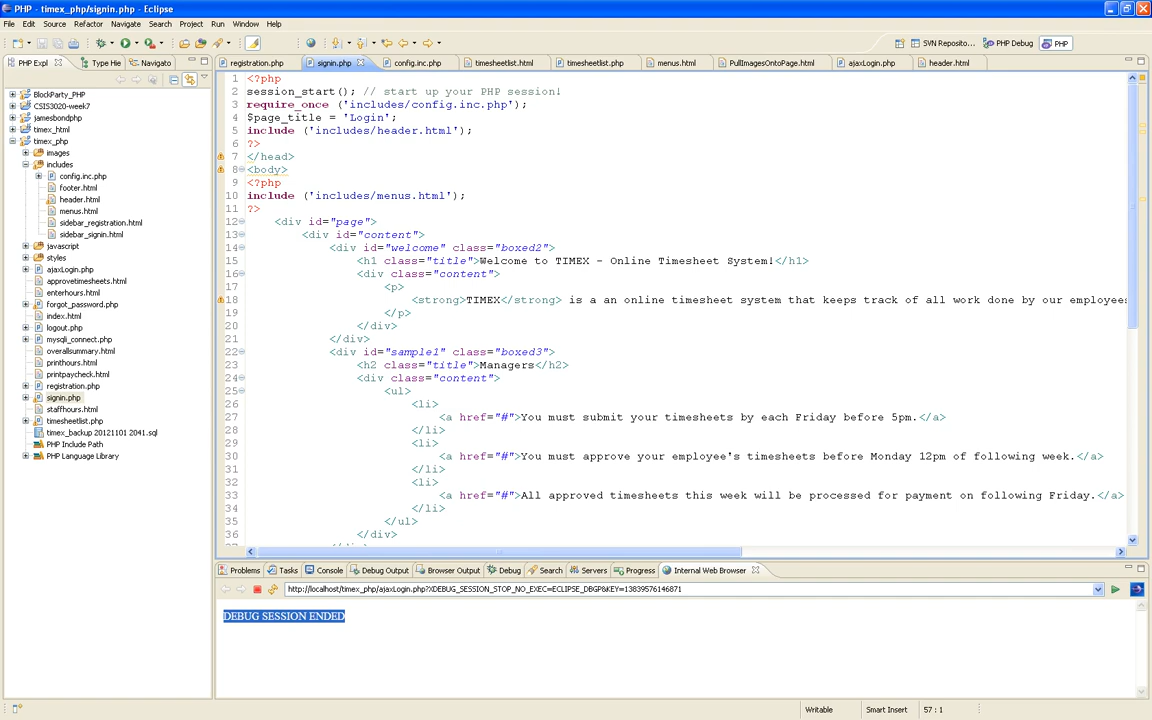 PHP - timex_php/signin.php - Eclipse
File Edit Source Refactor Navigate Search Project Run Window Help
SVN Reposito... PHP Debug PHP
PHP Expl Type Hie Navigato
registration.php signin.php config.inc.php timesheetlist.html timesheetlist.php menus.html PullImagesOntoPage.html ajaxLogin.php header.html
BlockParty_PHP
CSIS3020-week7
jamesbondphp
timex_html
timex_php
images
includes
config.inc.php
footer.html
header.html
menus.html
sidebar_registration.html
sidebar_signin.html
javascript
styles
ajaxLogin.php
approvetimesheets.html
enterhours.html
forgot_password.php
index.html
logout.php
mysqli_connect.php
overallsummary.html
printhours.html
printpaycheck.html
registration.php
signin.php
staffhours.html
timesheetlist.php
timex_backup 20121101 2041.sql
PHP Include Path
PHP Language Library
1 <?php
2 session_start(); // start up your PHP session!
3 require_once ('includes/config.inc.php');
4 $page_title = 'Login';
5 include ('includes/header.html');
6 ?>
7 </head>
8 <body>
9 <?php
10 include ('includes/menus.html');
11 ?>
12 <div id="page">
13 <div id="content">
14 <div id="welcome" class="boxed2">
15 <h1 class="title">Welcome to TIMEX - Online Timesheet System!</h1>
16 <div class="content">
17 <p>
18 <strong>TIMEX</strong> is a an online timesheet system that keeps track of all work done by our employees
19 </p>
20 </div>
21 </div>
22 <div id="sample1" class="boxed3">
23 <h2 class="title">Managers</h2>
24 <div class="content">
25 <ul>
26 <li>
27 <a href="#">You must submit your timesheets by each Friday before 5pm.</a>
28 </li>
29 <li>
30 <a href="#">You must approve your employee's timesheets before Monday 12pm of following week.</a>
31 </li>
32 <li>
33 <a href="#">All approved timesheets this week will be processed for payment on following Friday.</a>
34 </li>
35 </ul>
36 </div>
Problems Tasks Console Debug Output Browser Output Debug Search Servers Progress Internal Web Browser
http://localhost/timex_php/ajaxLogin.php?XDEBUG_SESSION_STOP_NO_EXEC=ECLIPSE_DBGP&KEY=13839576146871
DEBUG SESSION ENDED
Writable Smart Insert 57 : 1